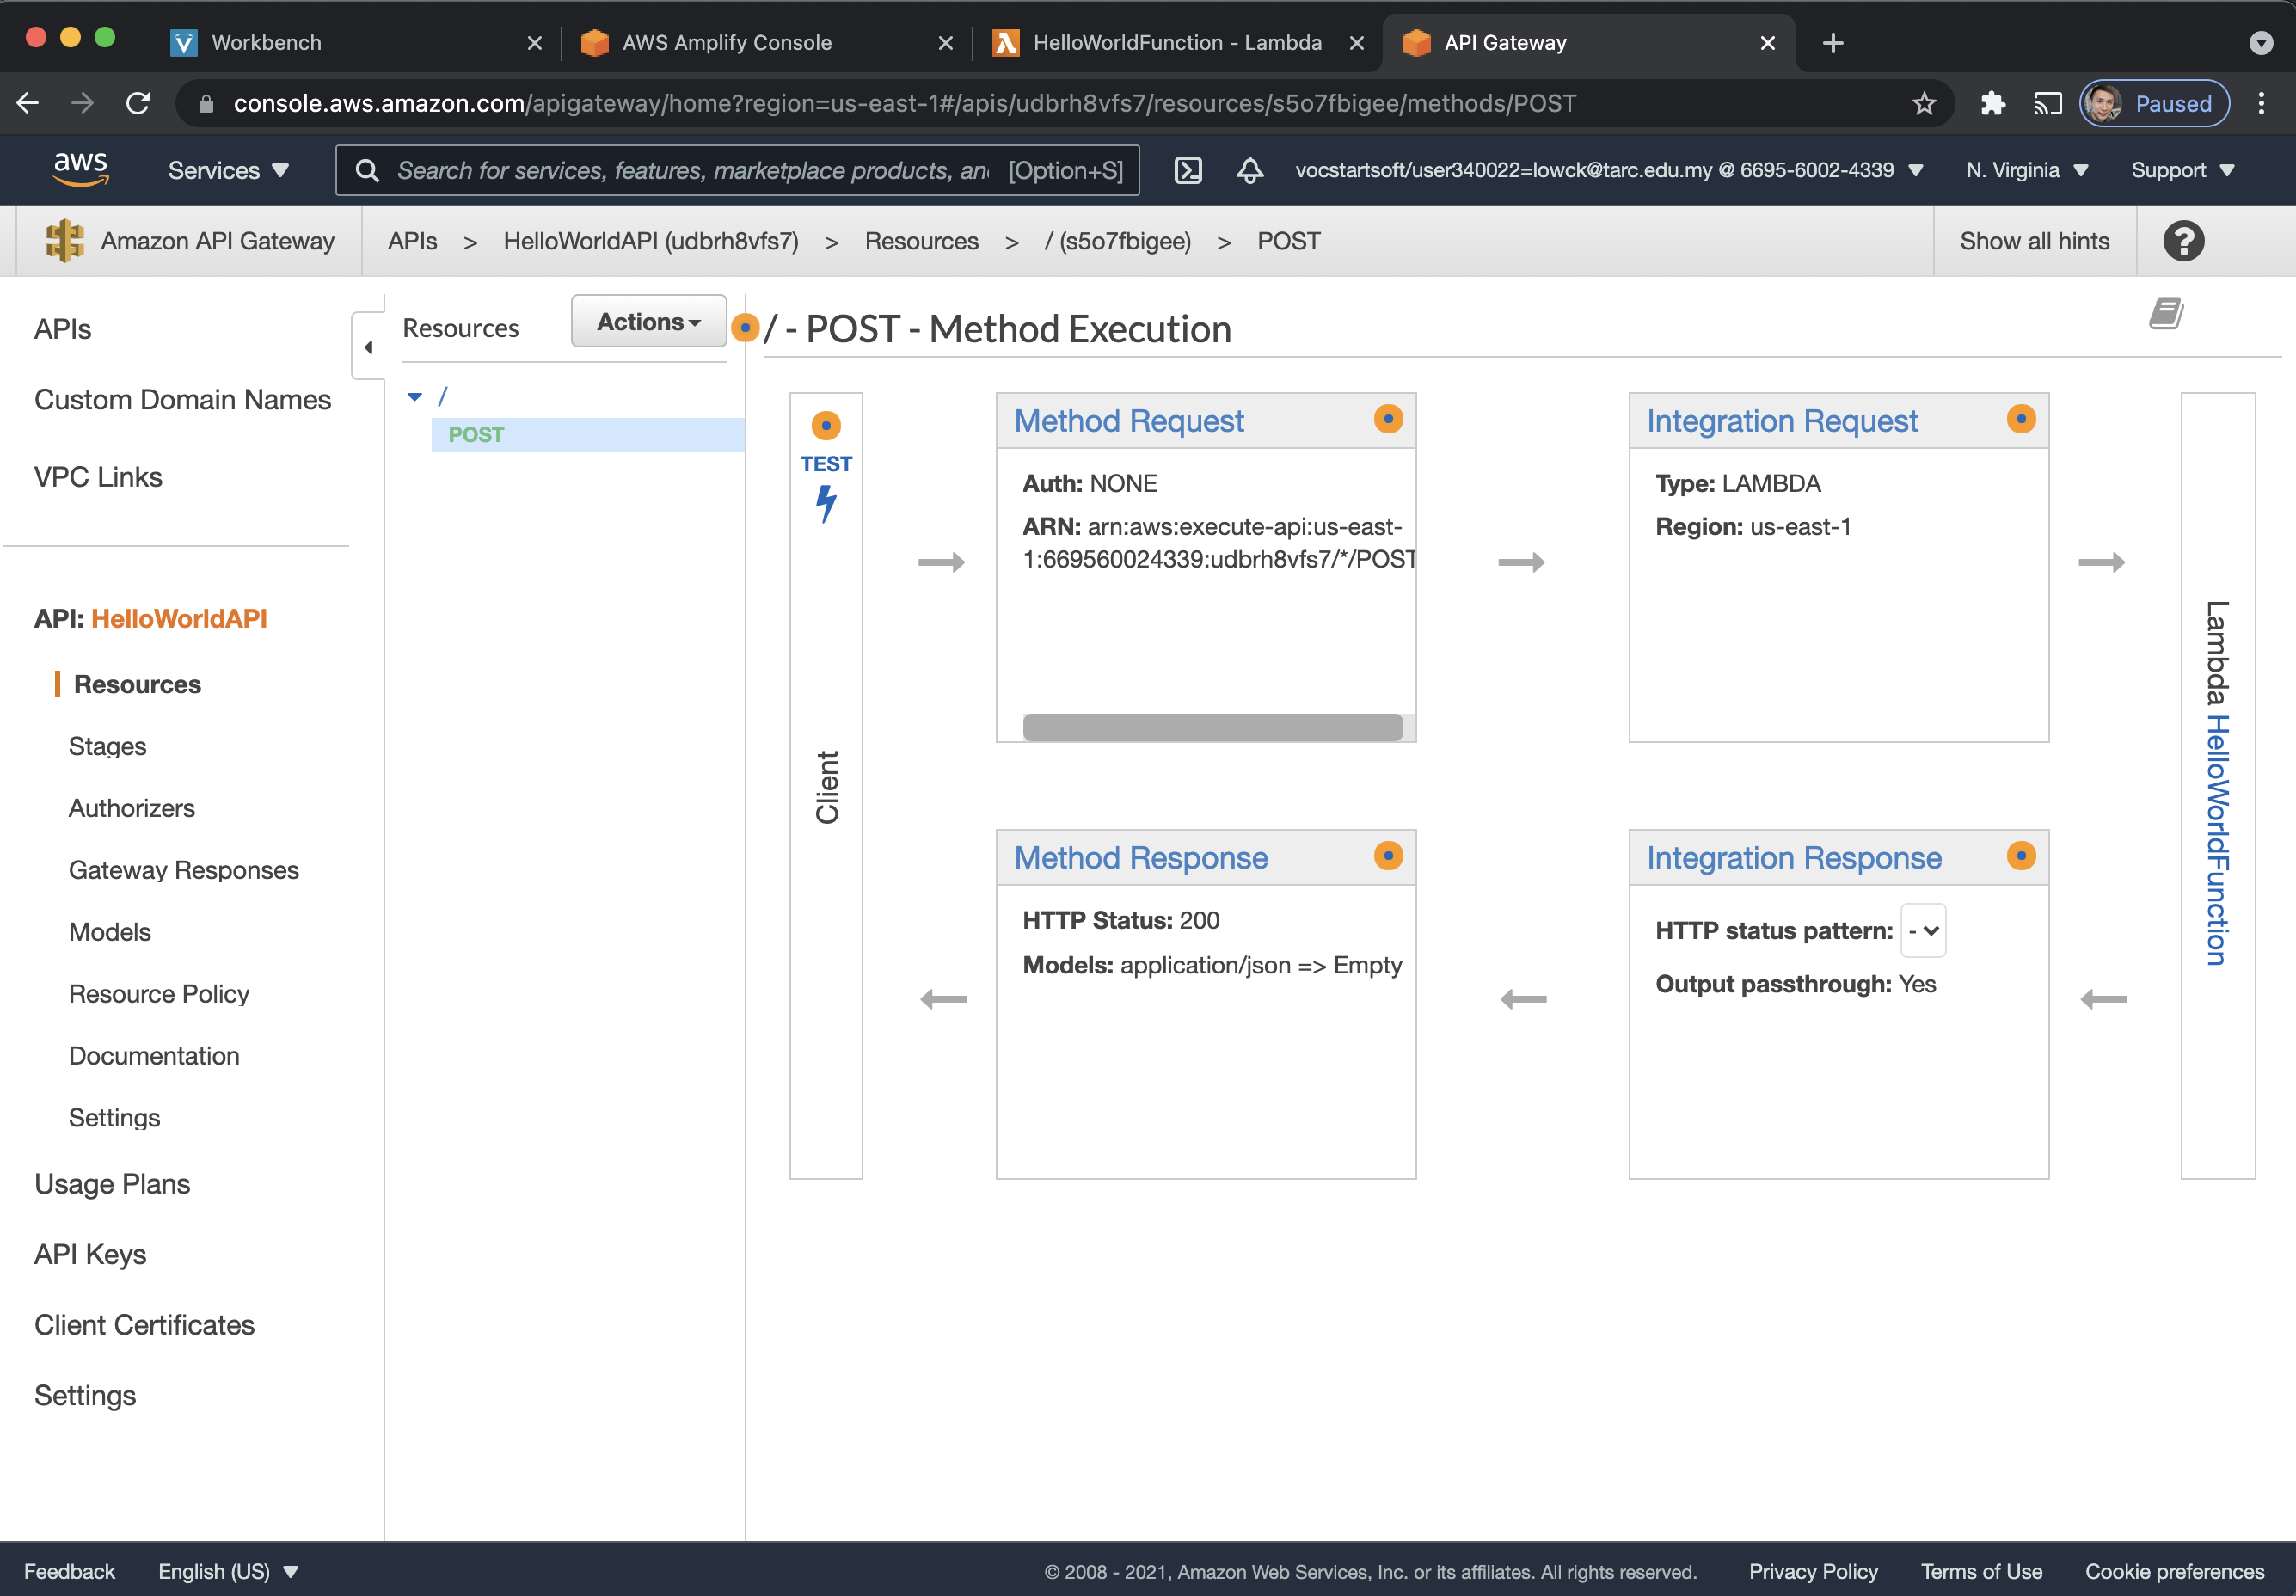 Workbench
AWS Amplify Console
HelloWorldFunction - Lambda
API Gateway
console.aws.amazon.com/apigateway/home?region=us-east-1#/apis/udbrh8vfs7/resources/s5o7fbigee/methods/POST
Paused
aws
Services
Search for services, features, marketplace products, an
[Option+S]
vocstartsoft/user340022=lowck@tarc.edu.my @ 6695-6002-4339
N. Virginia
Support
Amazon API Gateway
APIs > HelloWorldAPI (udbrh8vfs7) > Resources > / (s5o7fbigee) > POST
Show all hints
?
APIs
Custom Domain Names
VPC Links
API: HelloWorldAPI
Resources
Stages
Authorizers
Gateway Responses
Models
Resource Policy
Documentation
Settings
Usage Plans
API Keys
Client Certificates
Settings
Resources
Actions
/
POST
/ - POST - Method Execution
TEST
Client
Method Request
Auth: NONE
ARN: arn:aws:execute-api:us-east-
1:669560024339:udbrh8vfs7/*/POST
Integration Request
Type: LAMBDA
Region: us-east-1
Lambda HelloWorldFunction
Method Response
HTTP Status: 200
Models: application/json => Empty
Integration Response
HTTP status pattern: -
Output passthrough: Yes
Feedback
English (US)
© 2008 - 2021, Amazon Web Services, Inc. or its affiliates. All rights reserved.
Privacy Policy
Terms of Use
Cookie preferences